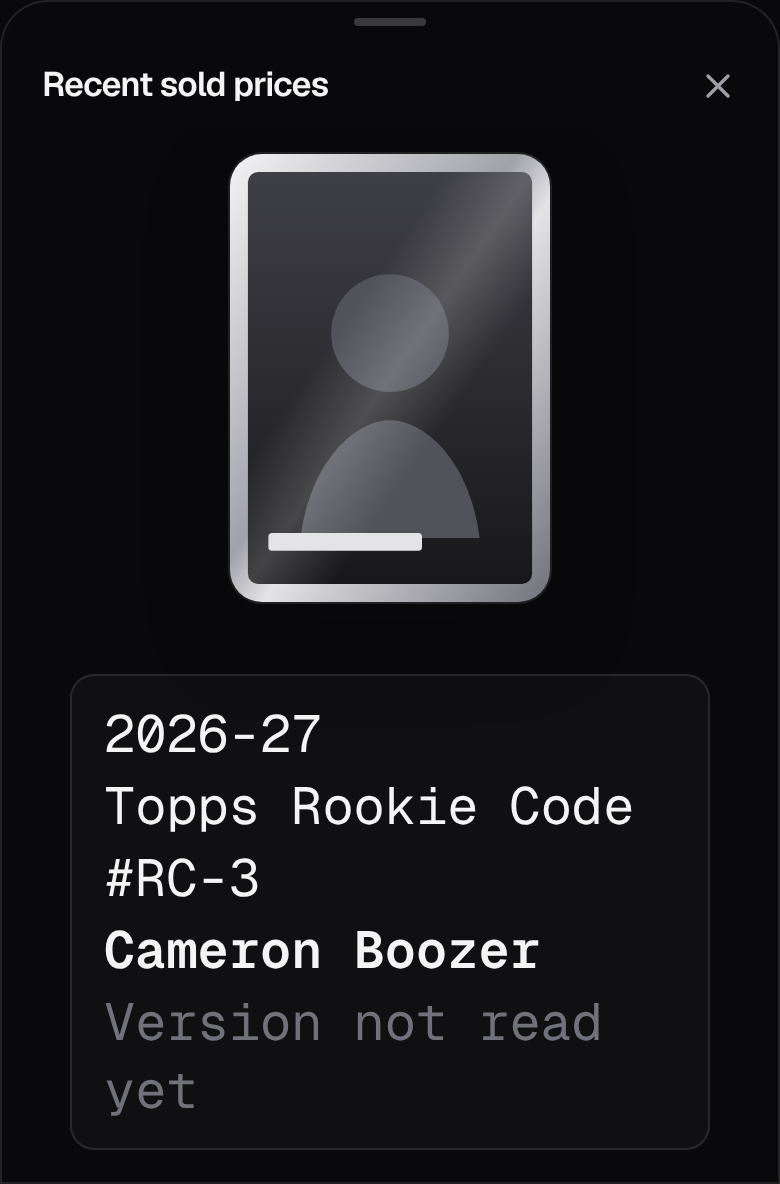 Recent sold prices
2026-27
Topps Rookie Code
#RC-3
Cameron Boozer
Version not read
yet